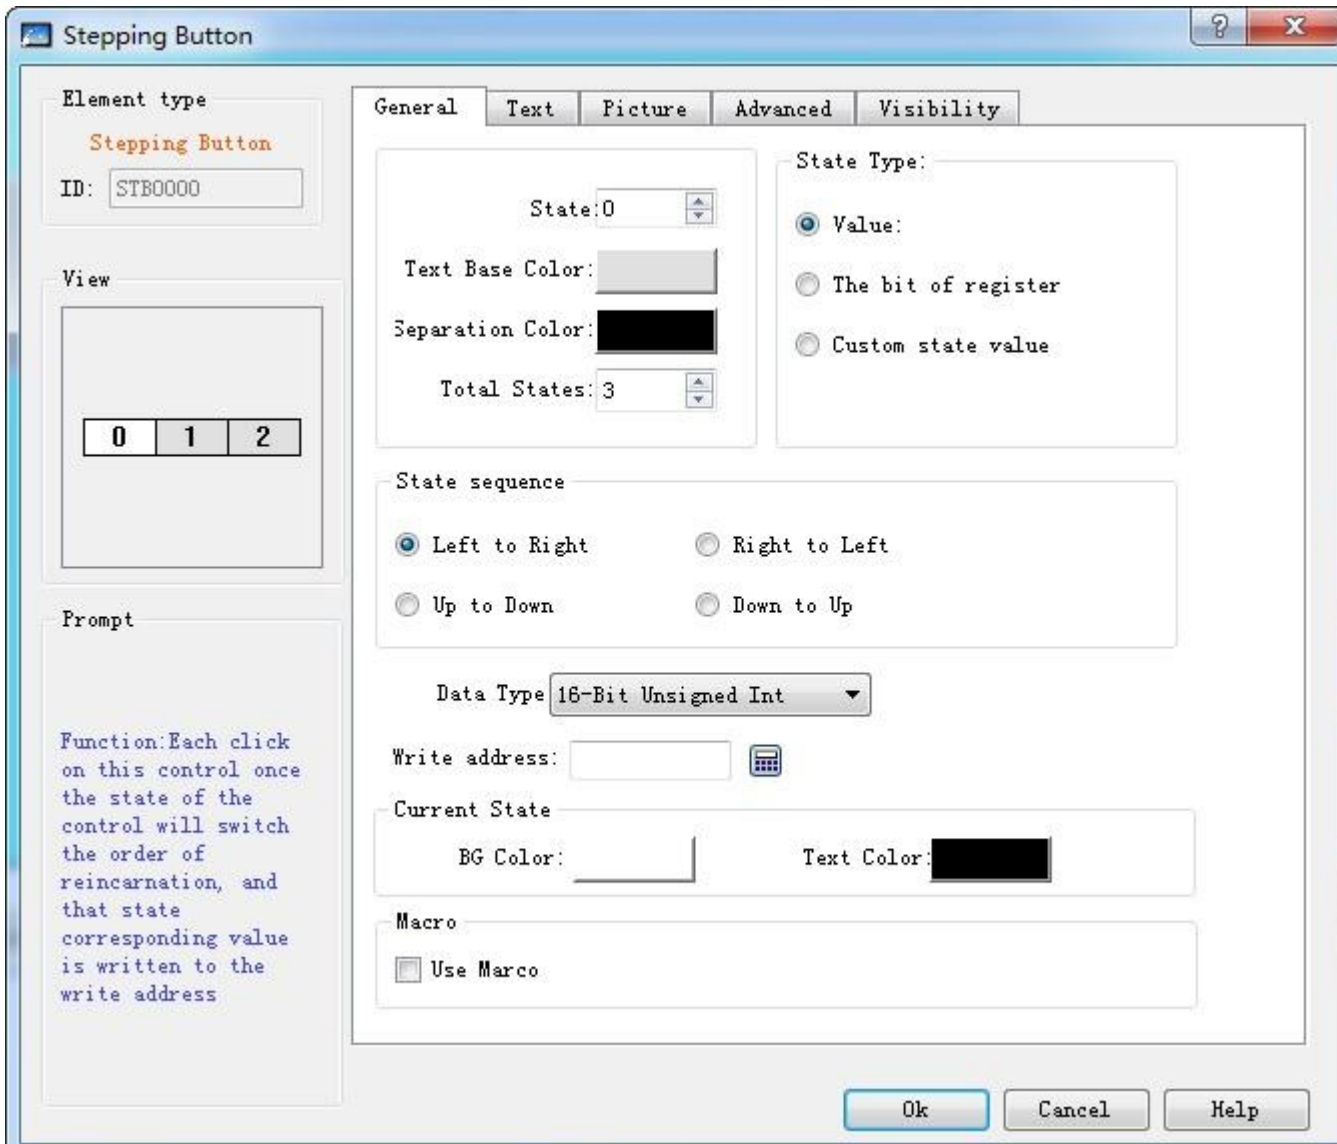 Stepping Button
Element type
Stepping Button
ID: STB0000
View
0 1 2
Prompt
Function:Each click
on this control once
the state of the
control will switch
the order of
reincarnation, and
that state
corresponding value
is written to the
write address
General Text Picture Advanced Visibility
State:0
Text Base Color:
Separation Color:
Total States:3
State Type:
Value:
The bit of register
Custom state value
State sequence
Left to Right Right to Left
Up to Down Down to Up
Data Type 16-Bit Unsigned Int
Write address:
Current State
BG Color: Text Color:
Macro
Use Marco
Ok Cancel Help